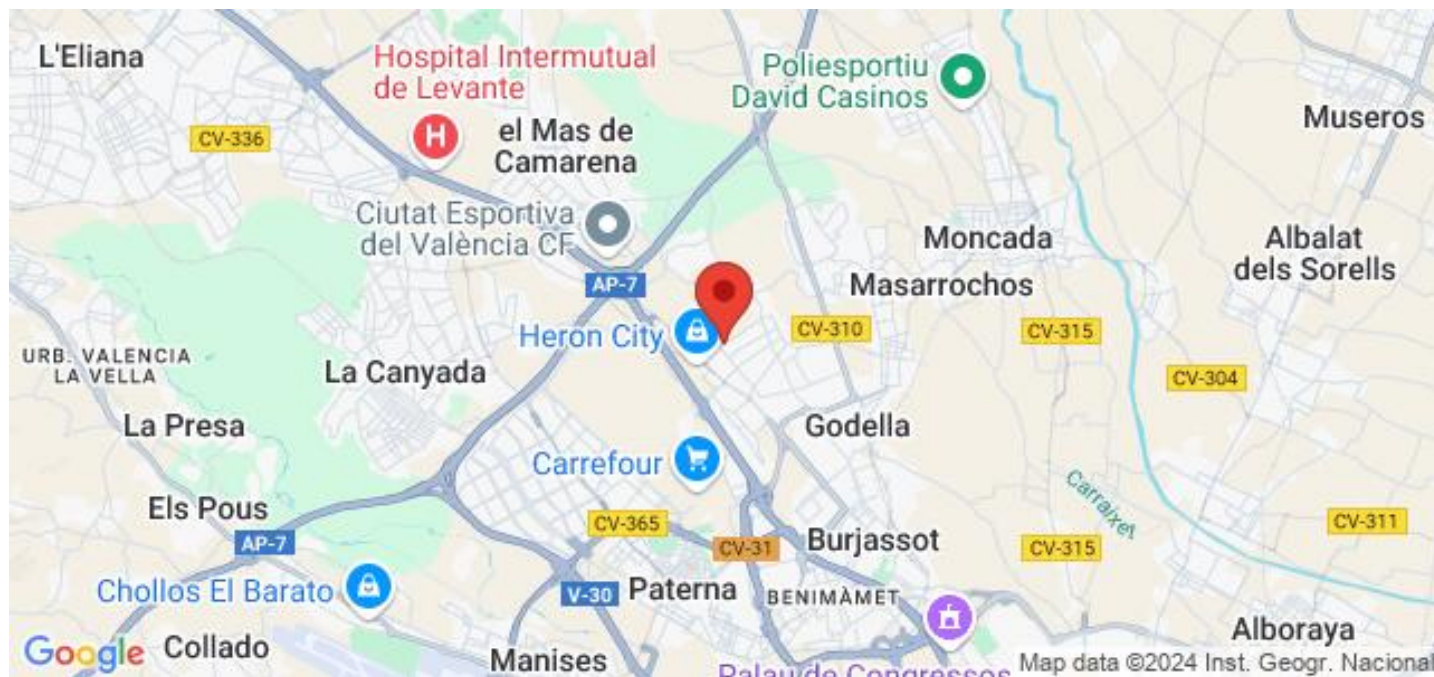 L'Eliana
Hospital Intermutual
de Levante
Poliesportiu
David Casinos
CV-336
el Mas de
Camarena
Museros
Ciutat Esportiva
del València CF
Moncada
Albalat
dels Sorells
AP-7
Masarrochos
Heron City
CV-310
CV-315
URB. VALENCIA
LA VELLA
La Canyada
CV-304
La Presa
Godella
Carrefour
Carraixet
Els Pous
CV-365
CV-311
AP-7
CV-31
Burjassot
CV-315
Chollos El Barato
V-30
Paterna
BENIMÀMET
Alboraya
Google
Collado
Manises
Palau de Congressos
Map data ©2024 Inst. Geogr. Nacional